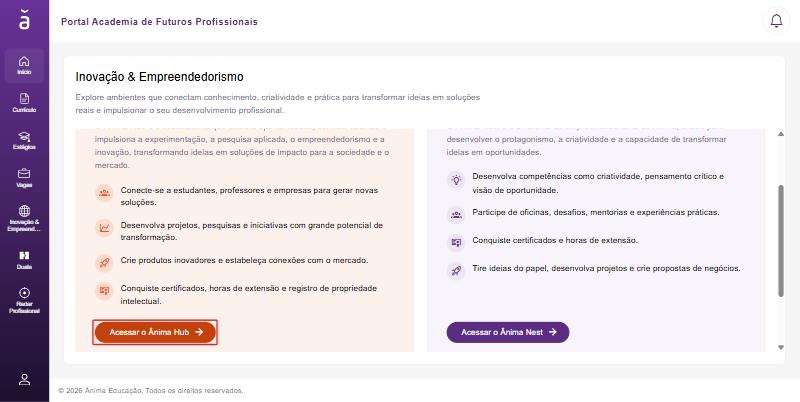 ă
Portal Academia de Futuros Profissionais
Início
Currículo
Estágios
Vagas
Inovação &
Empreend...
Duala
Radar
Profissional
Inovação & Empreendedorismo
Explore ambientes que conectam conhecimento, criatividade e prática para transformar ideias em soluções
reais e impulsionar o seu desenvolvimento profissional.
impulsiona a experimentação, a pesquisa aplicada, o empreendedorismo e a
inovação, transformando ideias em soluções de impacto para a sociedade e o
mercado.
Conecte-se a estudantes, professores e empresas para gerar novas
soluções.
Desenvolva projetos, pesquisas e iniciativas com grande potencial de
transformação.
Crie produtos inovadores e estabeleça conexões com o mercado.
Conquiste certificados, horas de extensão e registro de propriedade
intelectual.
Acessar o Ânima Hub
desenvolver o protagonismo, a criatividade e a capacidade de transformar
ideias em oportunidades.
Desenvolva competências como criatividade, pensamento crítico e
visão de oportunidade.
Participe de oficinas, desafios, mentorias e experiências práticas.
Conquiste certificados e horas de extensão.
Tire ideias do papel, desenvolva projetos e crie propostas de negócios.
Acessar o Ânima Nest
© 2026 Ânima Educação. Todos os direitos reservados.